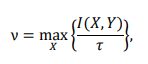 ν = max_X { I(X, Y) / τ },